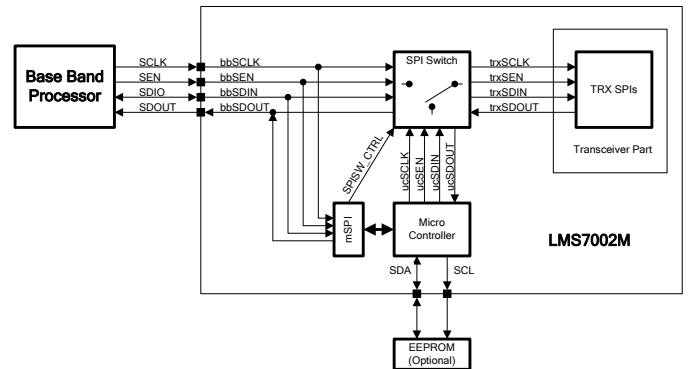 Base Band
Processor
SCLK
SEN
SDIO
SDOUT
bbSCLK
bbSEN
bbSDIN
bbSDOUT
SPI Switch
trxSCLK
trxSEN
trxSDIN
trxSDOUT
TRX SPIs
Transceiver Part
SPISW_CTRL
ucSCLK
ucSEN
ucSDIN
ucSDOUT
mSPI
Micro
Controller
LMS7002M
SDA
SCL
EEPROM
(Optional)